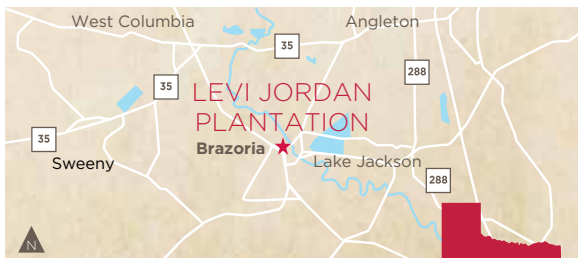 West Columbia
Angleton
35
288
35
LEVI JORDAN
PLANTATION
35
Brazoria
Sweeny
Lake Jackson
288
N